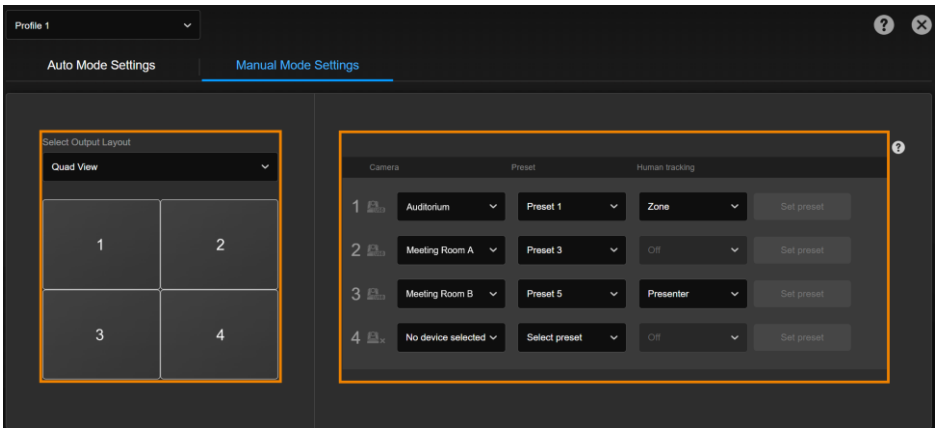 Profile 1
? 
Auto Mode Settings Manual Mode Settings
Select Output Layout
Quad View
?
Camera Preset Human tracking
1 Auditorium Preset 1 Zone Set preset
1 2
2 Meeting Room A Preset 3 Off Set preset
3 Meeting Room B Preset 5 Presenter Set preset
3 4
4 No device selected Select preset Off Set preset